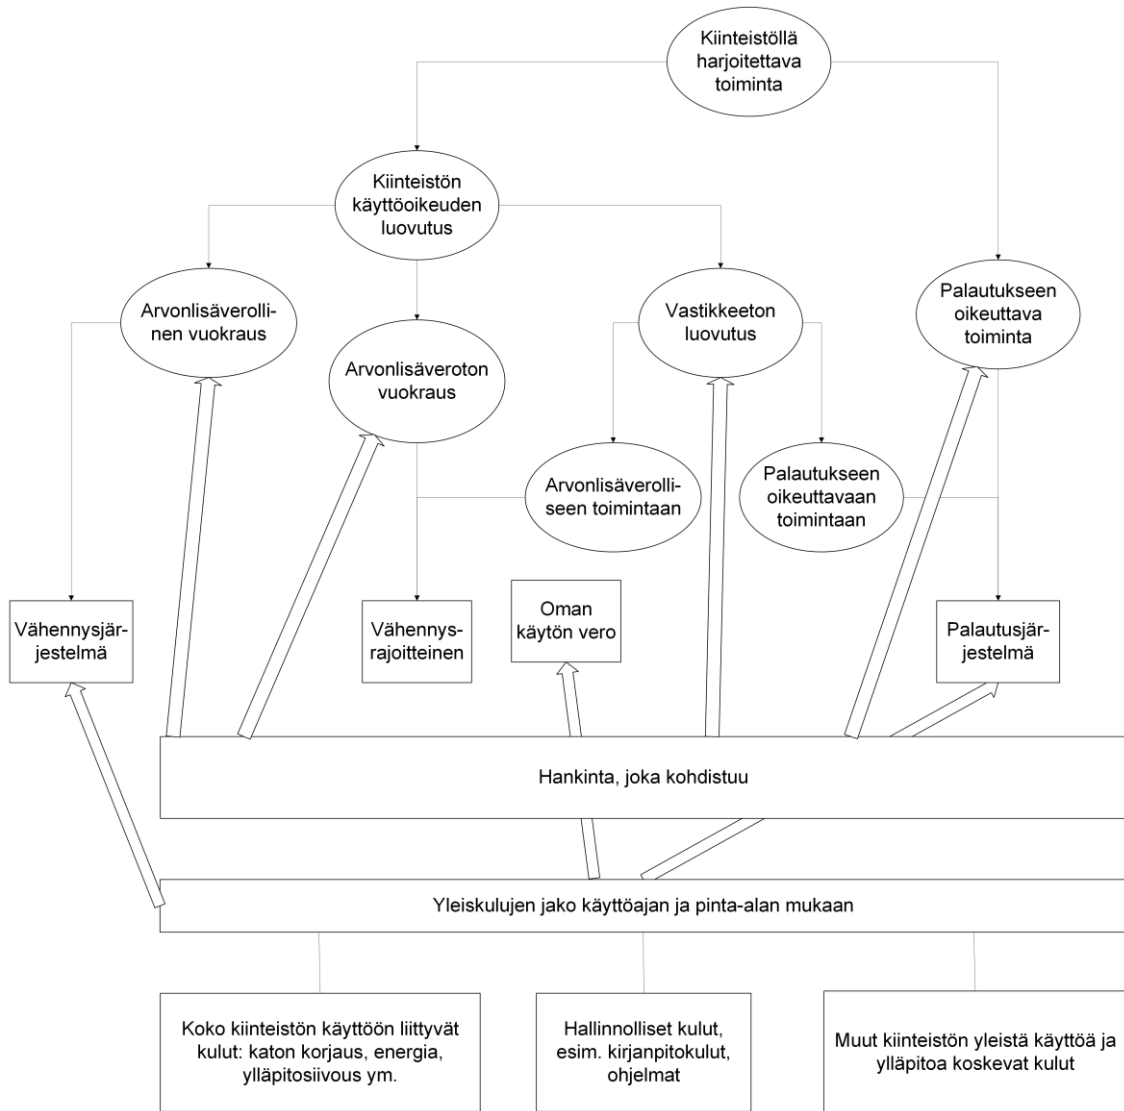 Kiinteistöllä
harjoitettava
toiminta
Kiinteistön
käyttöoikeuden
luovutus
Arvonlisäverolli-
nen vuokraus
Arvonlisäveroton
vuokraus
Vastikkeeton
luovutus
Palautukseen
oikeuttava
toiminta
Arvonlisäverolli-
seen toimintaan
Palautukseen
oikeuttavaan
toimintaan
Vähennysjär-
jestelmä
Vähennys-
rajoitteinen
Oman
käytön vero
Palautusjär-
jestelmä
Hankinta, joka kohdistuu
Yleiskulujen jako käyttöajan ja pinta-alan mukaan
Koko kiinteistön käyttöön liittyvät
kulut: katon korjaus, energia,
ylläpitosiivous ym.
Hallinnolliset kulut,
esim. kirjanpitokulut,
ohjelmat
Muut kiinteistön yleistä käyttöä ja
ylläpitoa koskevat kulut